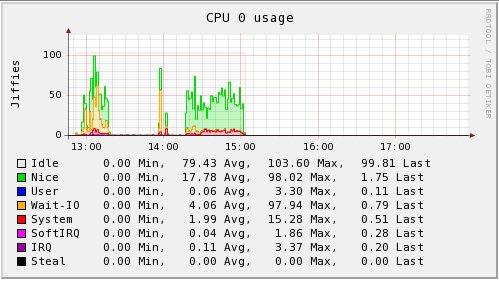 CPU 0 usage
RRDTOOL / TOBI OETIKER
Jiffies
100
50
0
13:00 14:00 15:00 16:00 17:00
Idle 0.00 Min, 79.43 Avg, 103.60 Max, 99.81 Last
Nice 0.00 Min, 17.78 Avg, 98.02 Max, 1.75 Last
User 0.00 Min, 0.06 Avg, 3.30 Max, 0.11 Last
Wait-IO 0.00 Min, 4.06 Avg, 97.94 Max, 0.79 Last
System 0.00 Min, 1.99 Avg, 15.28 Max, 0.51 Last
SoftIRQ 0.00 Min, 0.04 Avg, 1.86 Max, 0.28 Last
IRQ 0.00 Min, 0.11 Avg, 3.37 Max, 0.20 Last
Steal 0.00 Min, 0.00 Avg, 0.00 Max, 0.00 Last